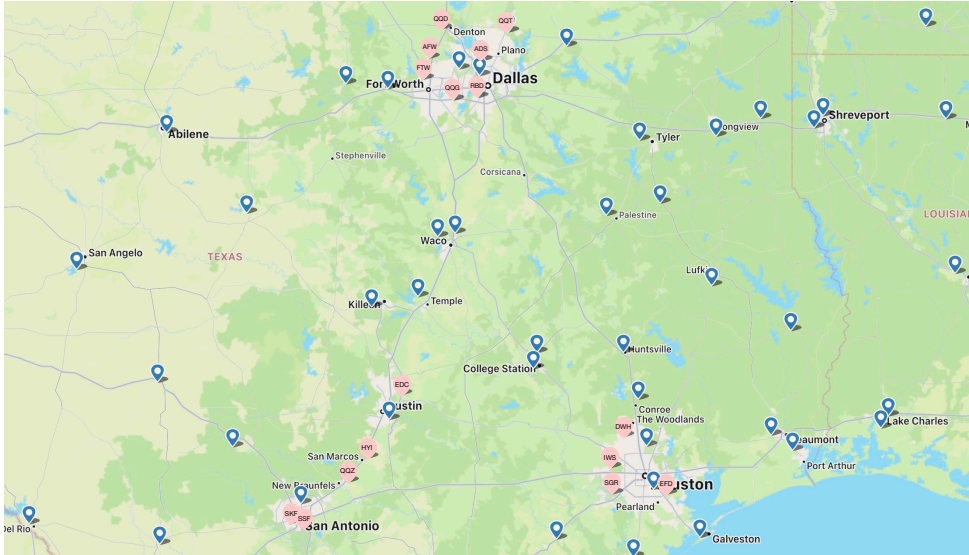 QQD
QQT
Denton
AFW
ADS
Plano
FTW
Fort Worth
QQG
RBD
Dallas
Shreveport
Longview
Abilene
Tyler
Stephenville
Corsicana
Palestine
LOUISIAN
Waco
San Angelo
TEXAS
Lufkin
Killeen
Temple
Huntsville
College Station
EDC
Austin
Conroe
The Woodlands
DWH
Lake Charles
Beaumont
HYI
San Marcos
IWS
QQZ
Port Arthur
New Braunfels
SGR
EFD
Houston
Pearland
SKF
SSF
San Antonio
Del Rio
Galveston